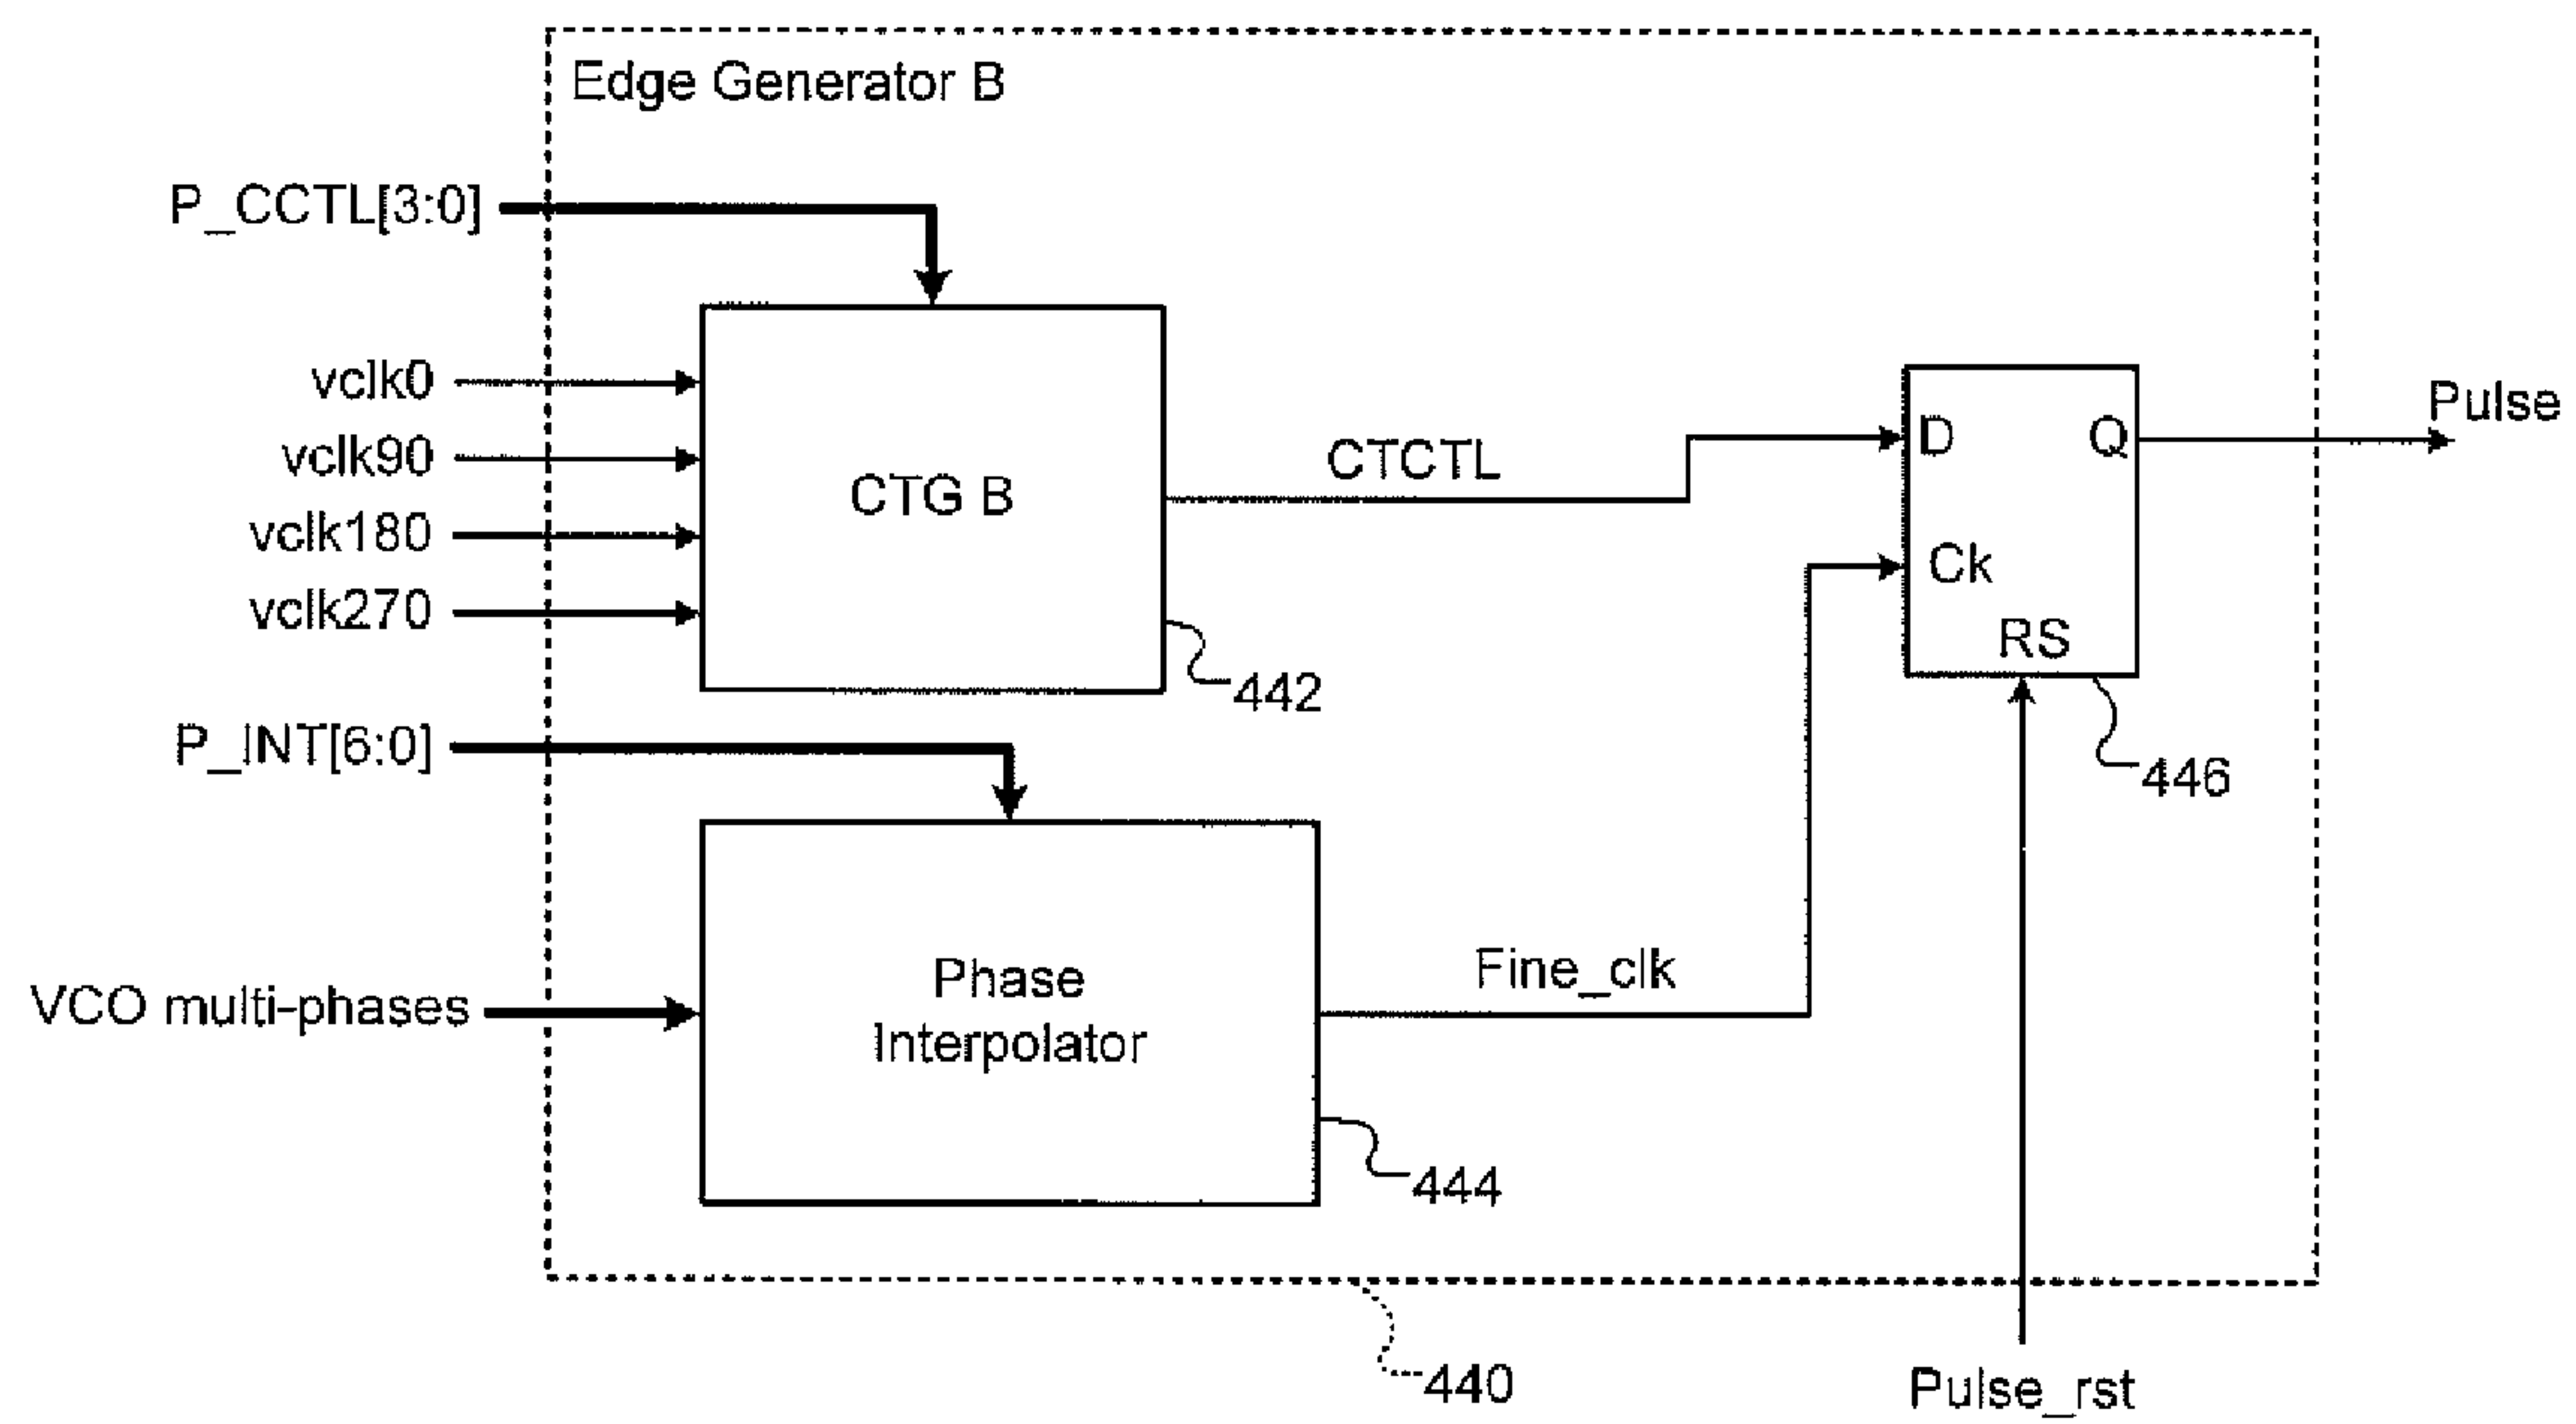 Edge Generator B
P_CCTL[3:0]
vclk0
vclk90
vclk180
vclk270
CTG B
442
CTCTL
D
Q
Ck
RS
446
Pulse
P_INT[6:0]
VCO multi-phases
Phase
Interpolator
444
Fine_clk
440
Pulse_rst